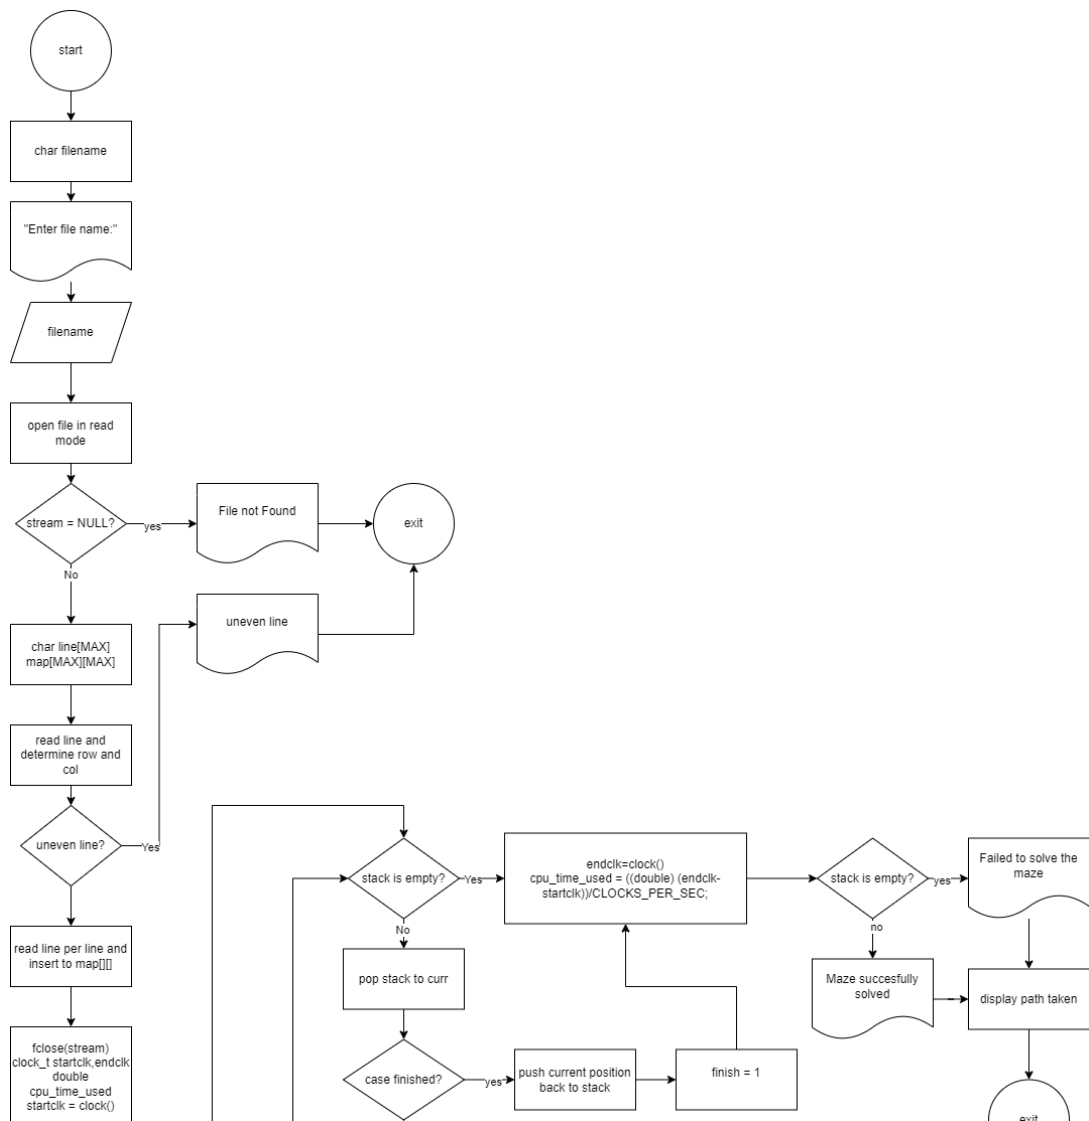 start
char filename
"Enter file name:"
filename
open file in read
mode
stream = NULL?
yes
File not Found
exit
No
uneven line
char line[MAX]
map[MAX][MAX]
read line and
determine row and
col
uneven line?
Yes
read line per line and
insert to map[][]
fclose(stream)
clock_t startclk,endclk
double
cpu_time_used
startclk = clock()
stack is empty?
Yes
endclk=clock()
cpu_time_used = ((double) (endclk-
startclk))/CLOCKS_PER_SEC;
stack is empty?
yes
Failed to solve the
maze
No
no
pop stack to curr
Maze succesfully
solved
display path taken
case finished?
yes
push current position
back to stack
finish = 1
exit